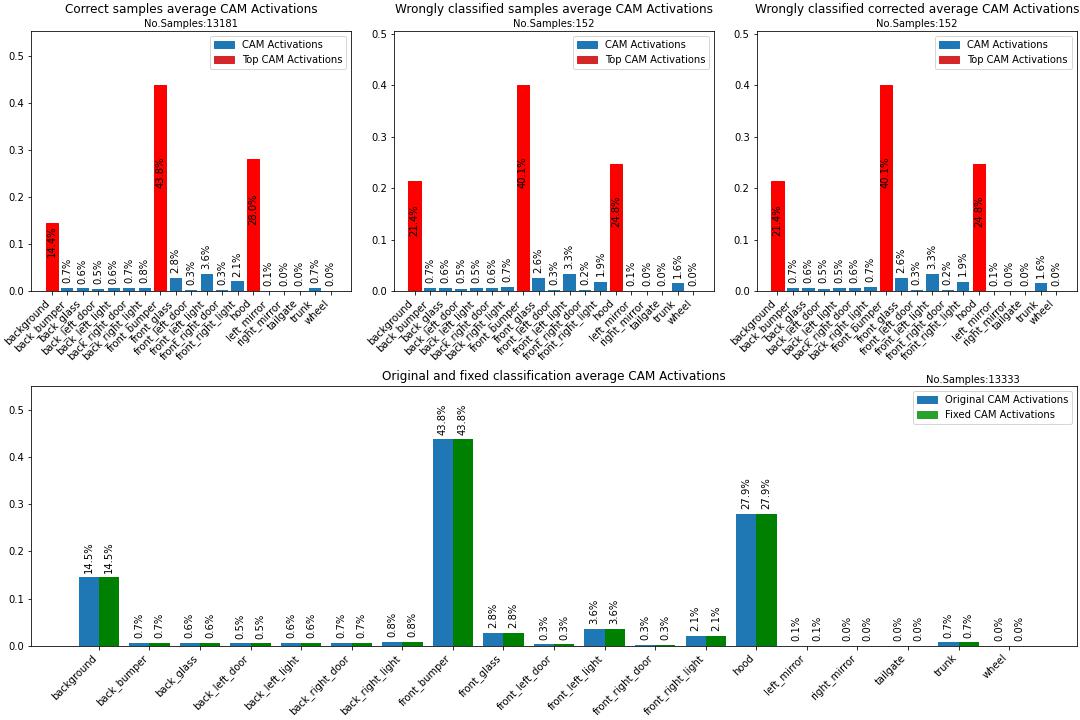 Correct samples average CAM Activations
No.Samples:13181
CAM Activations
Top CAM Activations
0.5
0.4
0.3
0.2
0.1
0.0
14.4%
0.7%
0.6%
0.5%
0.6%
0.7%
0.8%
43.8%
2.8%
0.3%
3.6%
0.3%
2.1%
28.0%
0.1%
0.0%
0.0%
0.7%
0.0%
background
back_bumper
back_glass
back_left_door
back_left_light
back_right_door
back_right_light
front_bumper
front_glass
front_left_door
front_left_light
front_right_door
front_right_light
hood
left_mirror
right_mirror
tailgate
trunk
wheel
Wrongly classified samples average CAM Activations
No.Samples:152
CAM Activations
Top CAM Activations
0.5
0.4
0.3
0.2
0.1
0.0
21.4%
0.7%
0.6%
0.5%
0.5%
0.6%
0.7%
40.1%
2.6%
0.3%
3.3%
0.2%
1.9%
24.8%
0.1%
0.0%
0.0%
1.6%
0.0%
background
back_bumper
back_glass
back_left_door
back_left_light
back_right_door
back_right_light
front_bumper
front_glass
front_left_door
front_left_light
front_right_door
front_right_light
hood
left_mirror
right_mirror
tailgate
trunk
wheel
Wrongly classified corrected average CAM Activations
No.Samples:152
CAM Activations
Top CAM Activations
0.5
0.4
0.3
0.2
0.1
0.0
21.4%
0.7%
0.6%
0.5%
0.5%
0.6%
0.7%
40.1%
2.6%
0.3%
3.3%
0.2%
1.9%
24.8%
0.1%
0.0%
0.0%
1.6%
0.0%
background
back_bumper
back_glass
back_left_door
back_left_light
back_right_door
back_right_light
front_bumper
front_glass
front_left_door
front_left_light
front_right_door
front_right_light
hood
left_mirror
right_mirror
tailgate
trunk
wheel
Original and fixed classification average CAM Activations
No.Samples:13333
Original CAM Activations
Fixed CAM Activations
0.5
0.4
0.3
0.2
0.1
0.0
14.5%
14.5%
0.7%
0.7%
0.6%
0.6%
0.5%
0.5%
0.6%
0.6%
0.7%
0.7%
0.8%
0.8%
43.8%
43.8%
2.8%
2.8%
0.3%
0.3%
3.6%
3.6%
0.3%
0.3%
2.1%
2.1%
27.9%
27.9%
0.1%
0.1%
0.0%
0.0%
0.0%
0.0%
0.7%
0.7%
0.0%
0.0%
background
back_bumper
back_glass
back_left_door
back_left_light
back_right_door
back_right_light
front_bumper
front_glass
front_left_door
front_left_light
front_right_door
front_right_light
hood
left_mirror
right_mirror
tailgate
trunk
wheel